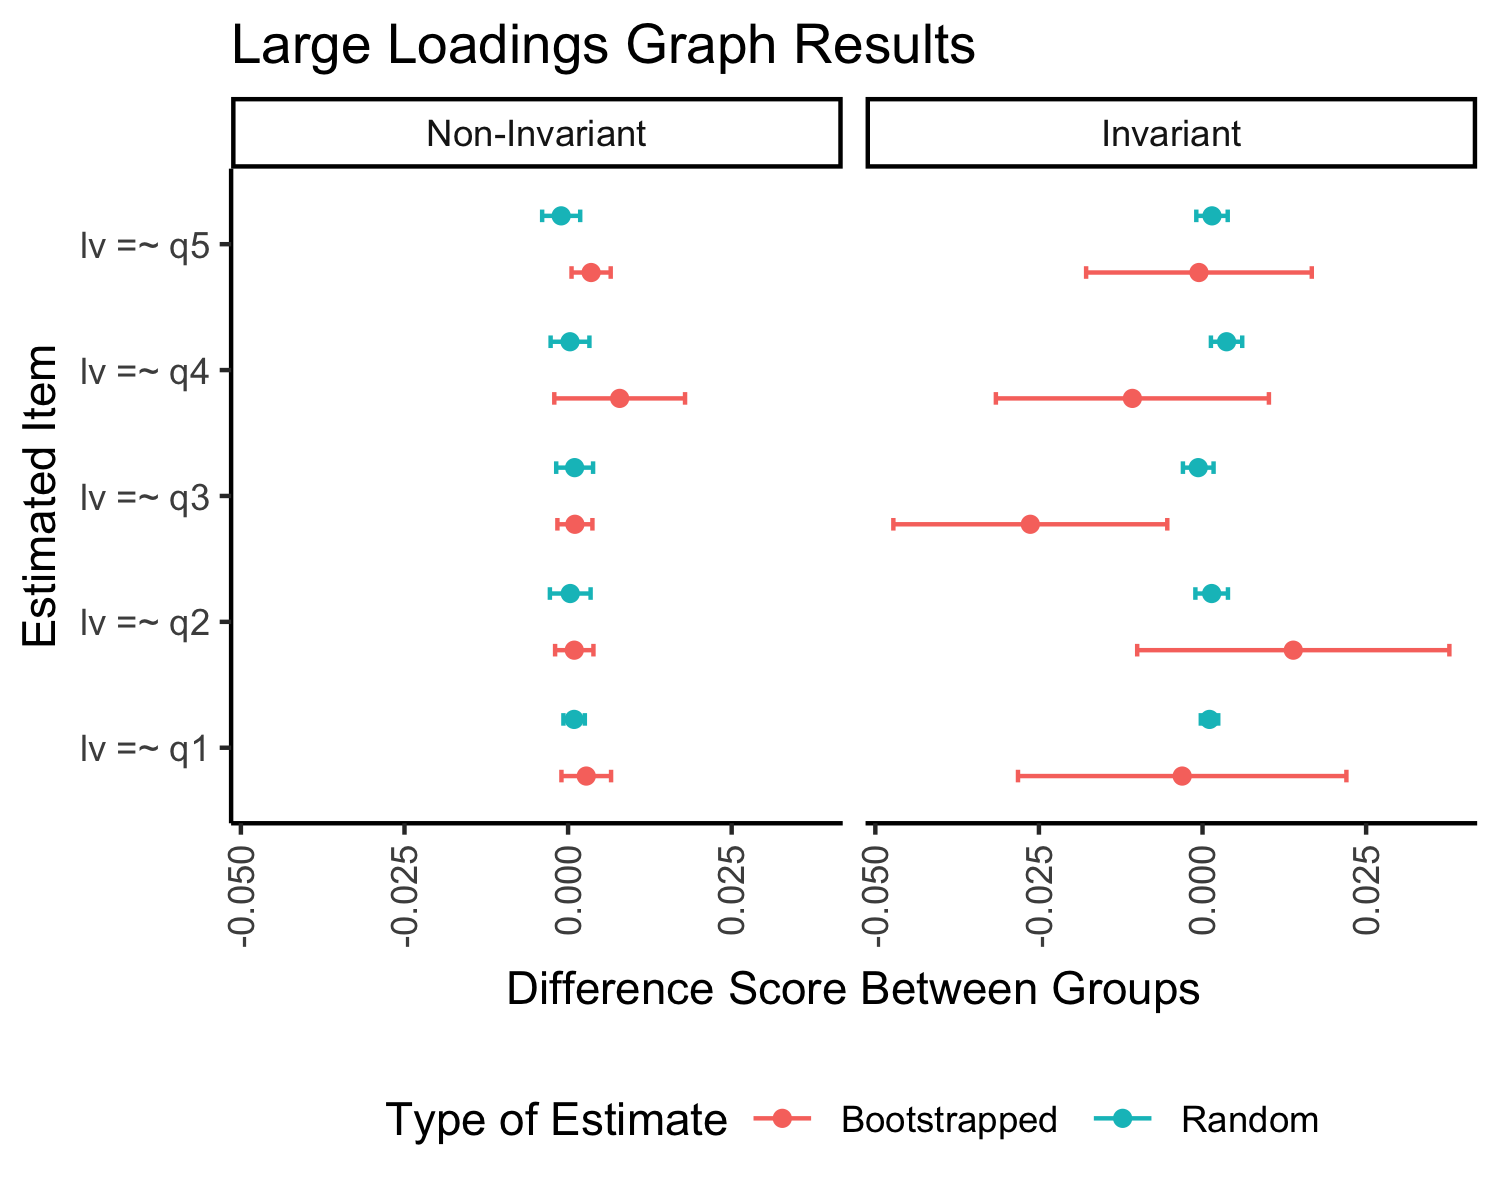 Large Loadings Graph Results
Non-Invariant
Invariant
Estimated Item
lv =~ q5
lv =~ q4
lv =~ q3
lv =~ q2
lv =~ q1
-0.050
-0.025
0.000
0.025
-0.050
-0.025
0.000
0.025
Difference Score Between Groups
Type of Estimate
Bootstrapped
Random